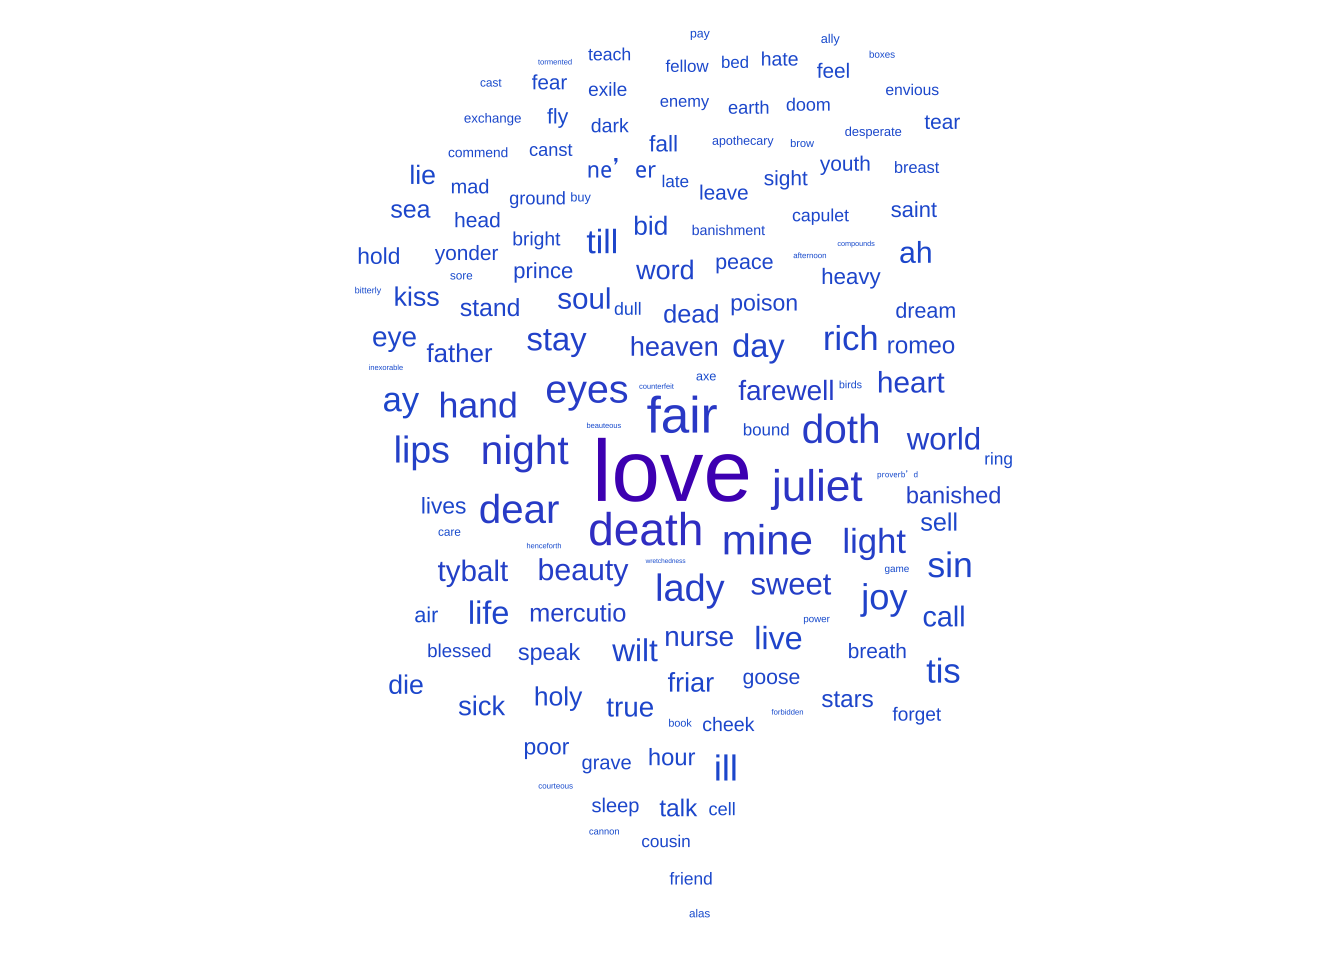 pay
ally
teach
boxes
tormented
fellow
bed
hate
feel
cast
fear
exile
envious
enemy
earth
doom
exchange
fly
dark
tear
desperate
fall
apothecary
brow
commend
canst
youth
breast
lie
ne’er
late
sight
mad
leave
ground
buy
sea
head
capulet
saint
bid
banishment
bright
till
compounds
ah
hold
yonder
afternoon
word
peace
heavy
sore
prince
bitterly
kiss
stand
soul
dull
dead
poison
dream
eye
father
stay
heaven
day
rich
romeo
inexorable
axe
counterfeit
farewell
birds
heart
ay
hand
eyes
fair
beauteous
bound
doth
world
lips
night
love
ring
juliet
proverb’d
banished
lives
dear
sell
care
death
mine
light
henceforth
wretchedness
game
sin
tybalt
beauty
lady
sweet
joy
air
life
mercutio
power
call
nurse
live
blessed
speak
wilt
breath
tis
die
friar
goose
sick
holy
true
stars
forbidden
forget
book
cheek
poor
grave
hour
ill
courteous
sleep
talk
cell
cannon
cousin
friend
alas